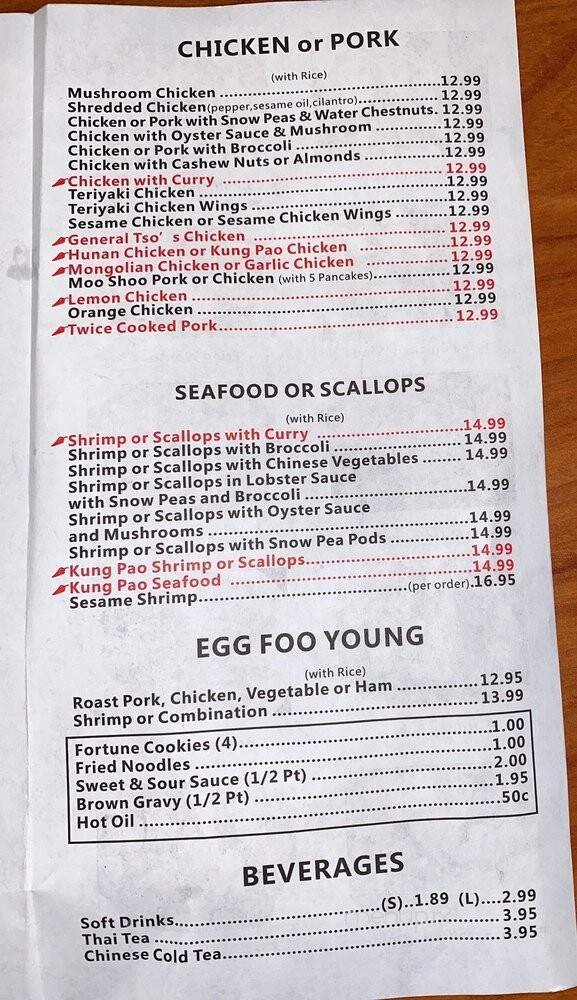 CHICKEN or PORK
(with Rice)
Mushroom Chicken ..........................................12.99
Shredded Chicken(pepper,sesame oil,cilantro)................12.99
Chicken or Pork with Snow Peas & Water Chestnuts. 12.99
Chicken with Oyster Sauce & Mushroom ................12.99
Chicken or Pork with Broccoli ..............................12.99
Chicken with Cashew Nuts or Almonds ..................12.99
Chicken with Curry ..........................................12.99
Teriyaki Chicken ..............................................12.99
Teriyaki Chicken Wings .....................................12.99
Sesame Chicken or Sesame Chicken Wings ..........12.99
General Tso's Chicken ......................................12.99
Hunan Chicken or Kung Pao Chicken ..................12.99
Mongolian Chicken or Garlic Chicken ..................12.99
Moo Shoo Pork or Chicken (with 5 Pancakes)................12.99
Lemon Chicken ..............................................12.99
Orange Chicken .............................................12.99
Twice Cooked Pork..........................................12.99
SEAFOOD OR SCALLOPS
(with Rice)
Shrimp or Scallops with Curry ............................14.99
Shrimp or Scallops with Broccoli ......................... 14.99
Shrimp or Scallops with Chinese Vegetables ........ 14.99
Shrimp or Scallops in Lobster Sauce
with Snow Peas and Broccoli ..............................14.99
Shrimp or Scallops with Oyster Sauce
and Mushrooms .............................................14.99
Shrimp or Scallops with Snow Pea Pods ................14.99
Kung Pao Shrimp or Scallops..............................14.99
Kung Pao Seafood ..........................................14.99
Sesame Shrimp.......................................(per order).16.95
EGG FOO YOUNG
(with Rice)
Roast Pork, Chicken, Vegetable or Ham ...............12.95
Shrimp or Combination .....................................13.99
Fortune Cookies (4)...........................................1.00
Fried Noodles .................................................1.00
Sweet & Sour Sauce (1/2 Pt) ...............................2.00
Brown Gravy (1/2 Pt) ........................................1.95
Hot Oil ..........................................................50c
BEVERAGES
Soft Drinks.......................................(S)..1.89 (L)....2.99
Thai Tea ........................................................3.95
Chinese Cold Tea..............................................3.95